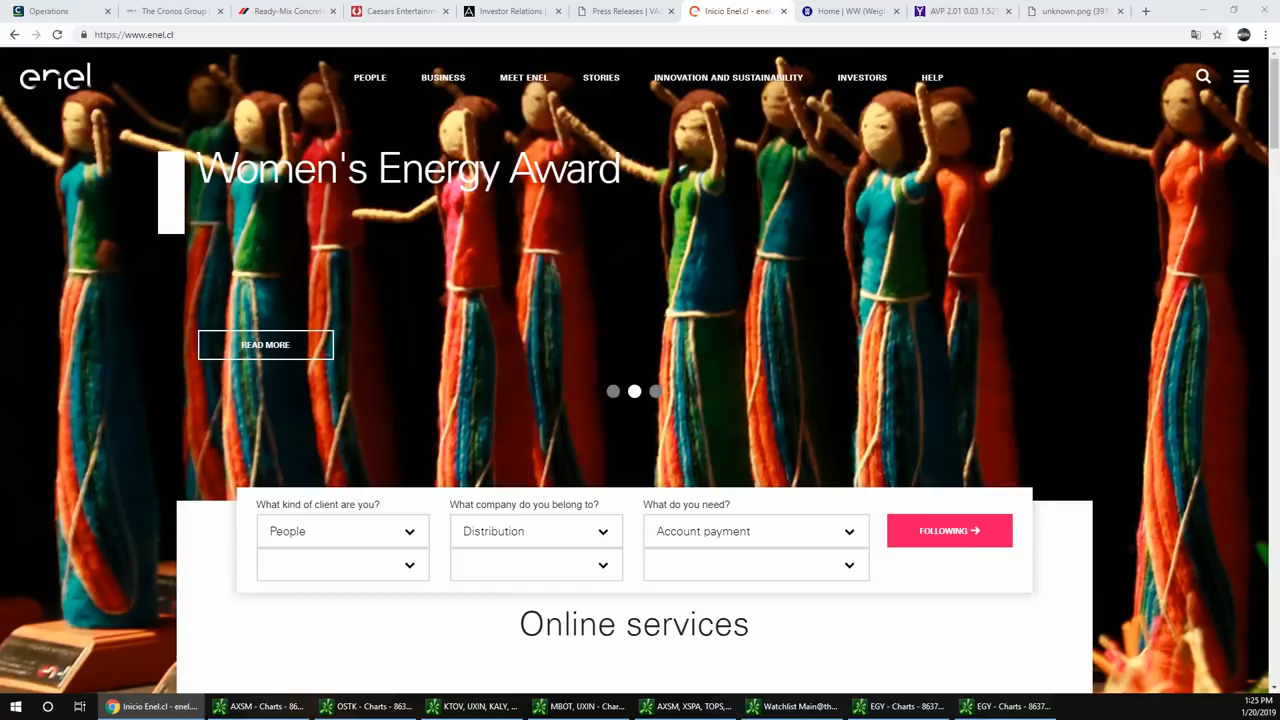 Operations
The Cronos Group |
Ready-Mix Concret
Caesars Entertainm
Investor Relations |
Press Releases | VA
Inicio Enel.cl - enel
Home | WW (Weig
AVP 2.01 0.03 1.52
unknown.png (391
https://www.enel.cl
enel
PEOPLE
BUSINESS
MEET ENEL
STORIES
INNOVATION AND SUSTAINABILITY
INVESTORS
HELP
Women's Energy Award
READ MORE
What kind of client are you?
What company do you belong to?
What do you need?
People
Distribution
Account payment
FOLLOWING
Online services
Inicio Enel.cl - enel....
AXSM - Charts - 86...
OSTK - Charts - 863...
KTOV, UXIN, KALY, ...
MBOT, UXIN - Char...
AXSM, XSPA, TOPS,...
Watchlist Main@th...
EGY - Charts - 8637...
EGY - Charts - 8637...
1:25 PM
1/20/2019